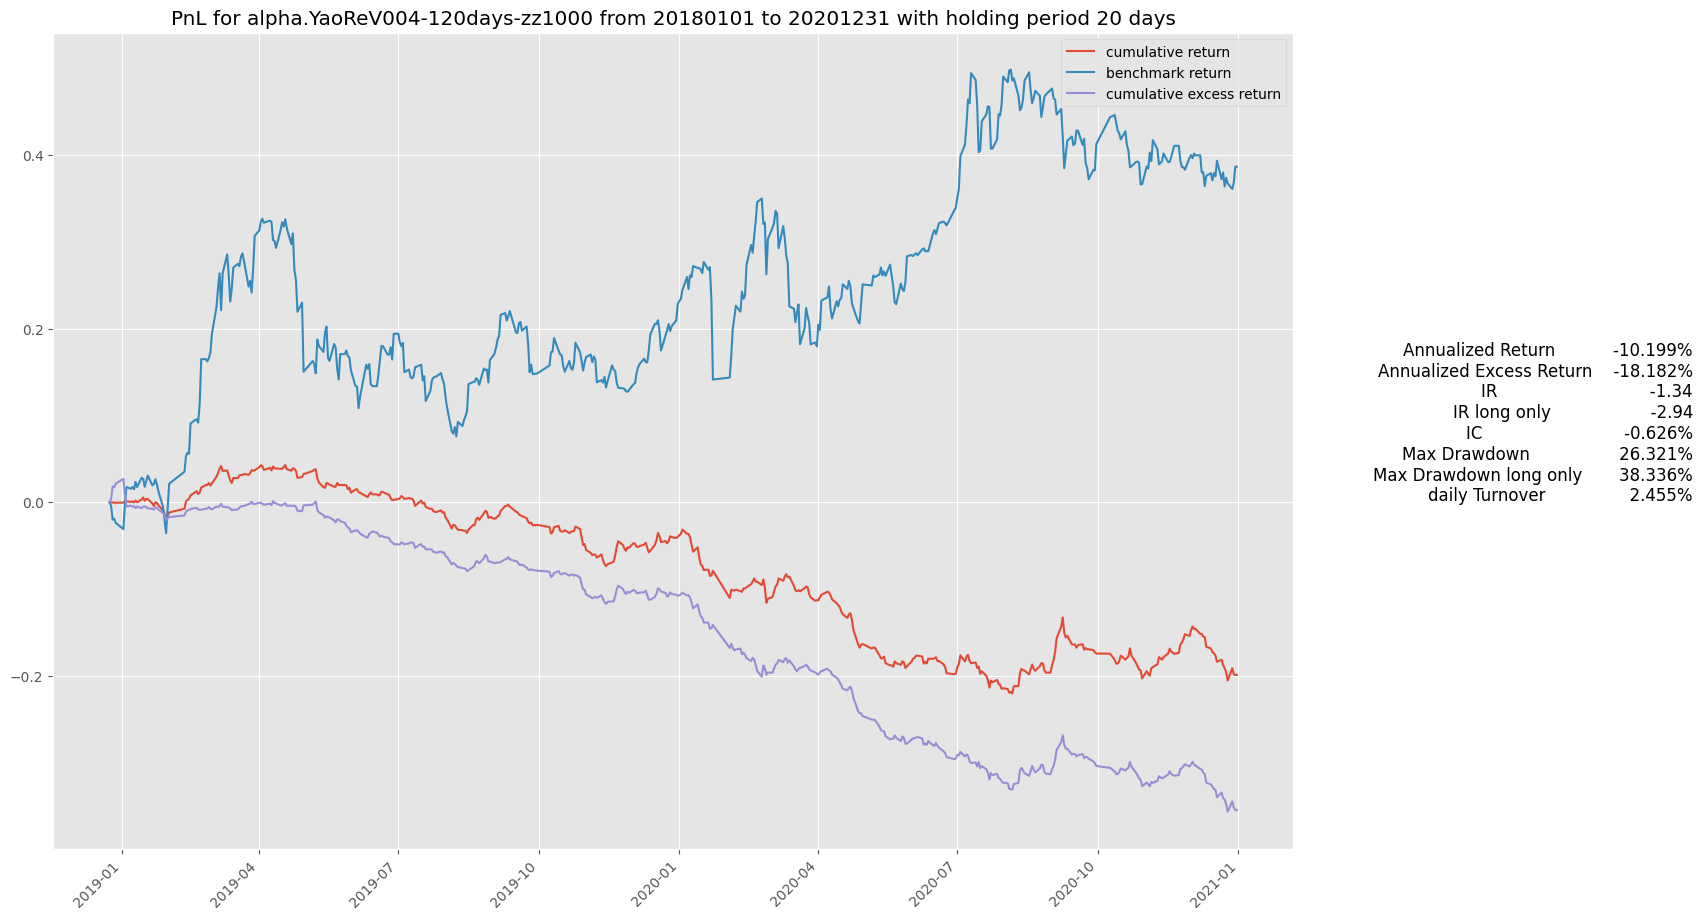 PnL for alpha.YaoReV004-120days-zz1000 from 20180101 to 20201231 with holding period 20 days
cumulative return
benchmark return
cumulative excess return
0.4
0.2
0.0
−0.2
2019-01
2019-04
2019-07
2019-10
2020-01
2020-04
2020-07
2020-10
2021-01
Annualized Return -10.199%
Annualized Excess Return -18.182%
IR -1.34
IR long only -2.94
IC -0.626%
Max Drawdown 26.321%
Max Drawdown long only 38.336%
daily Turnover 2.455%